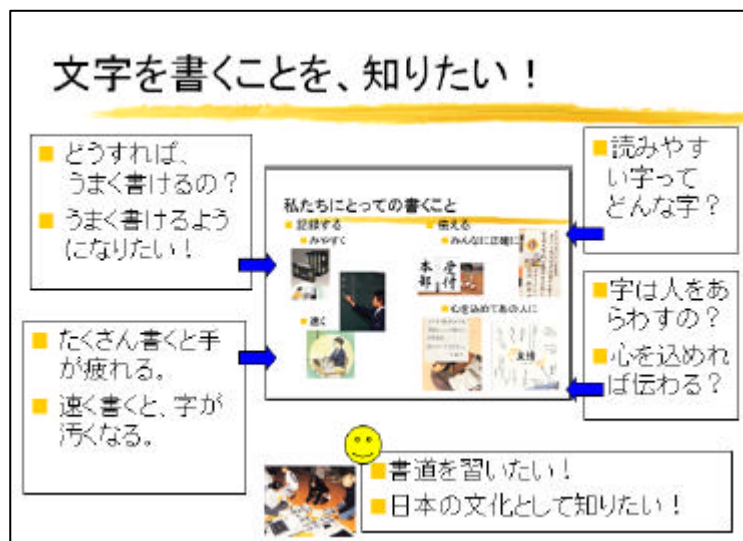 文字を書くことを、知りたい！
どうすれば、
うまく書けるの？
うまく書けるよう
になりたい！
たくさん書くと手
が疲れる。
速く書くと、字が
汚くなる。
私たちにとっての書くこと
記録する
みやすく
速く
伝える
みんなに正確に
受付
本部
心を込めてあの人に
読みやす
い字って
どんな字？
字は人をあ
らわすの？
心を込めれ
ば伝わる？
書道を習いたい！
日本の文化として知りたい！